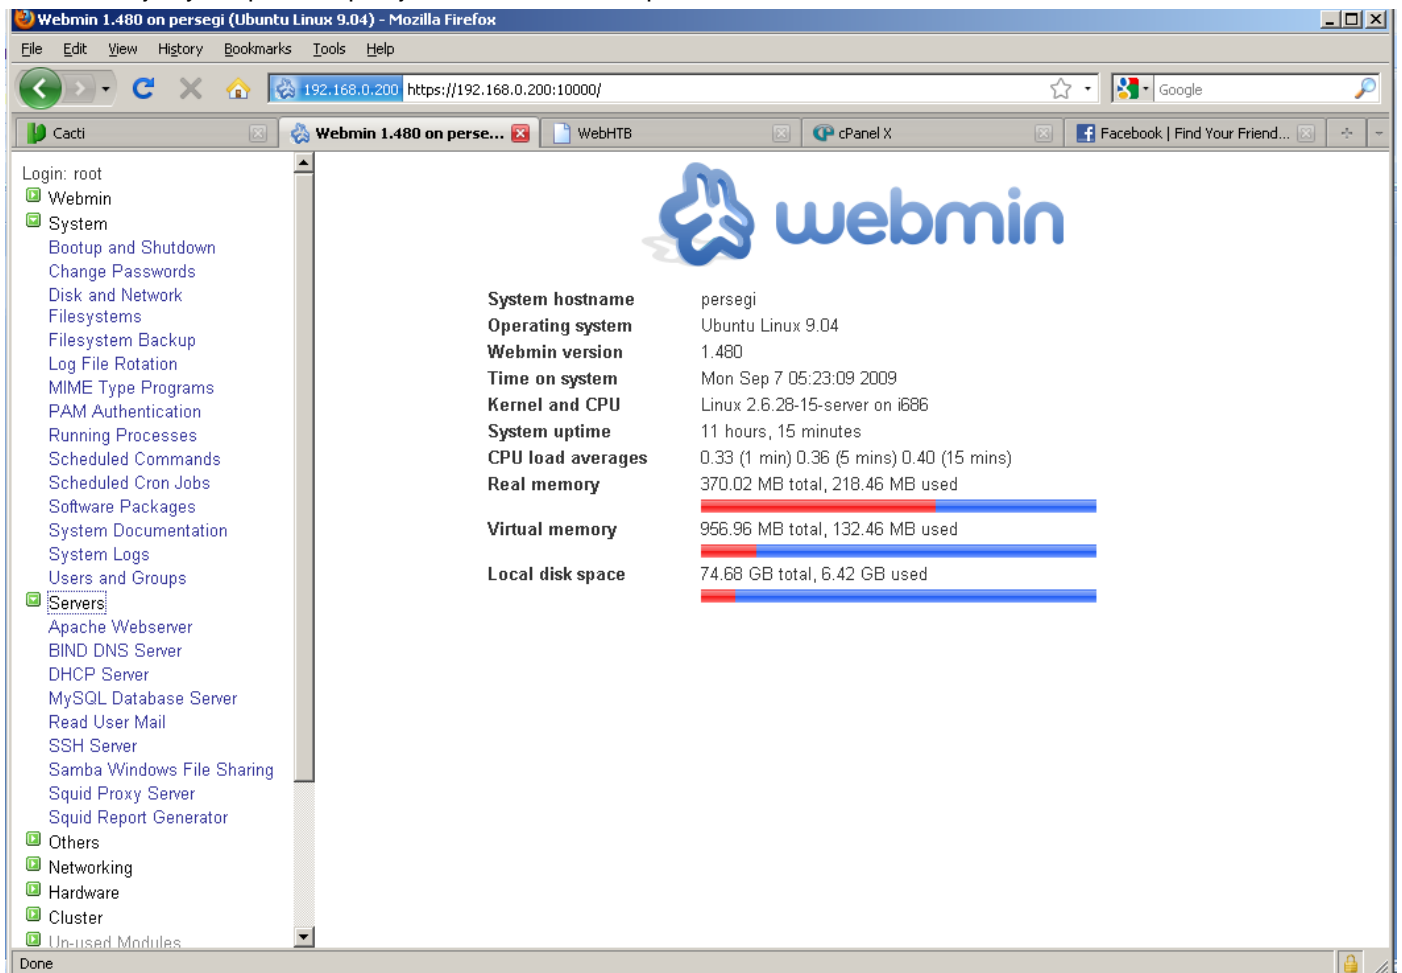 Webmin 1.480 on persegi (Ubuntu Linux 9.04) - Mozilla Firefox
File Edit View History Bookmarks Tools Help
192.168.0.200 https://192.168.0.200:10000/
Google
Cacti
Webmin 1.480 on perse...
WebHTB
cPanel X
Facebook | Find Your Friend...
Login: root
Webmin
System
Bootup and Shutdown
Change Passwords
Disk and Network
Filesystems
Filesystem Backup
Log File Rotation
MIME Type Programs
PAM Authentication
Running Processes
Scheduled Commands
Scheduled Cron Jobs
Software Packages
System Documentation
System Logs
Users and Groups
Servers
Apache Webserver
BIND DNS Server
DHCP Server
MySQL Database Server
Read User Mail
SSH Server
Samba Windows File Sharing
Squid Proxy Server
Squid Report Generator
Others
Networking
Hardware
Cluster
Un-used Modules
webmin
System hostname persegi
Operating system Ubuntu Linux 9.04
Webmin version 1.480
Time on system Mon Sep 7 05:23:09 2009
Kernel and CPU Linux 2.6.28-15-server on i686
System uptime 11 hours, 15 minutes
CPU load averages 0.33 (1 min) 0.36 (5 mins) 0.40 (15 mins)
Real memory 370.02 MB total, 218.46 MB used
Virtual memory 956.96 MB total, 132.46 MB used
Local disk space 74.68 GB total, 6.42 GB used
Done